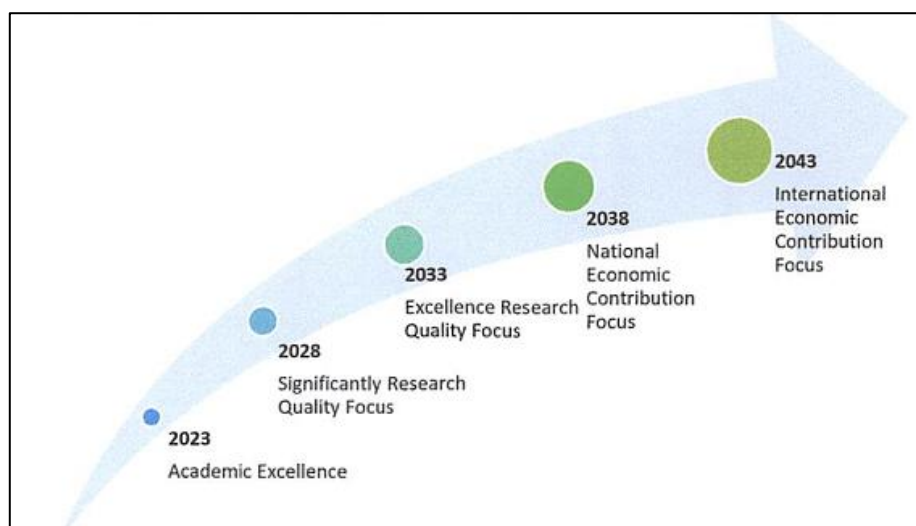 2023
Academic Excellence
2028
Significantly Research
Quality Focus
2033
Excellence Research
Quality Focus
2038
National
Economic
Contribution
Focus
2043
International
Economic
Contribution
Focus